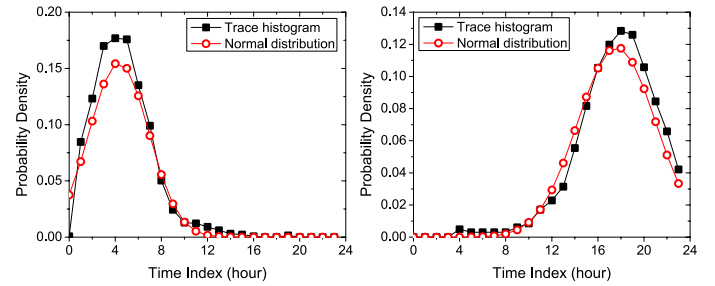 0.20
0.15
0.10
0.05
0.00
Probability Density
Trace histogram
Normal distribution
0 4 8 12 16 20 24
Time Index (hour)
0.14
0.12
0.10
0.08
0.06
0.04
0.02
0.00
Probability Density
Trace histogram
Normal distribution
0 4 8 12 16 20 24
Time Index (hour)